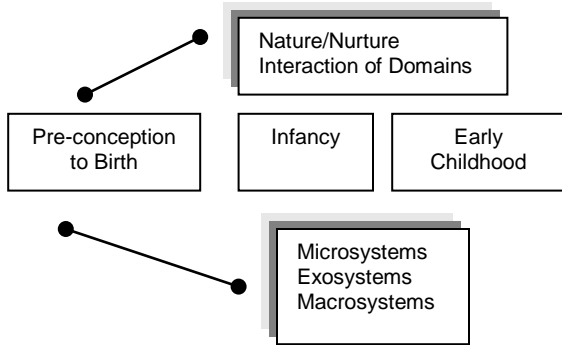 Nature/Nurture
Interaction of Domains
Pre-conception
to Birth
Infancy
Early
Childhood
Microsystems
Exosystems
Macrosystems